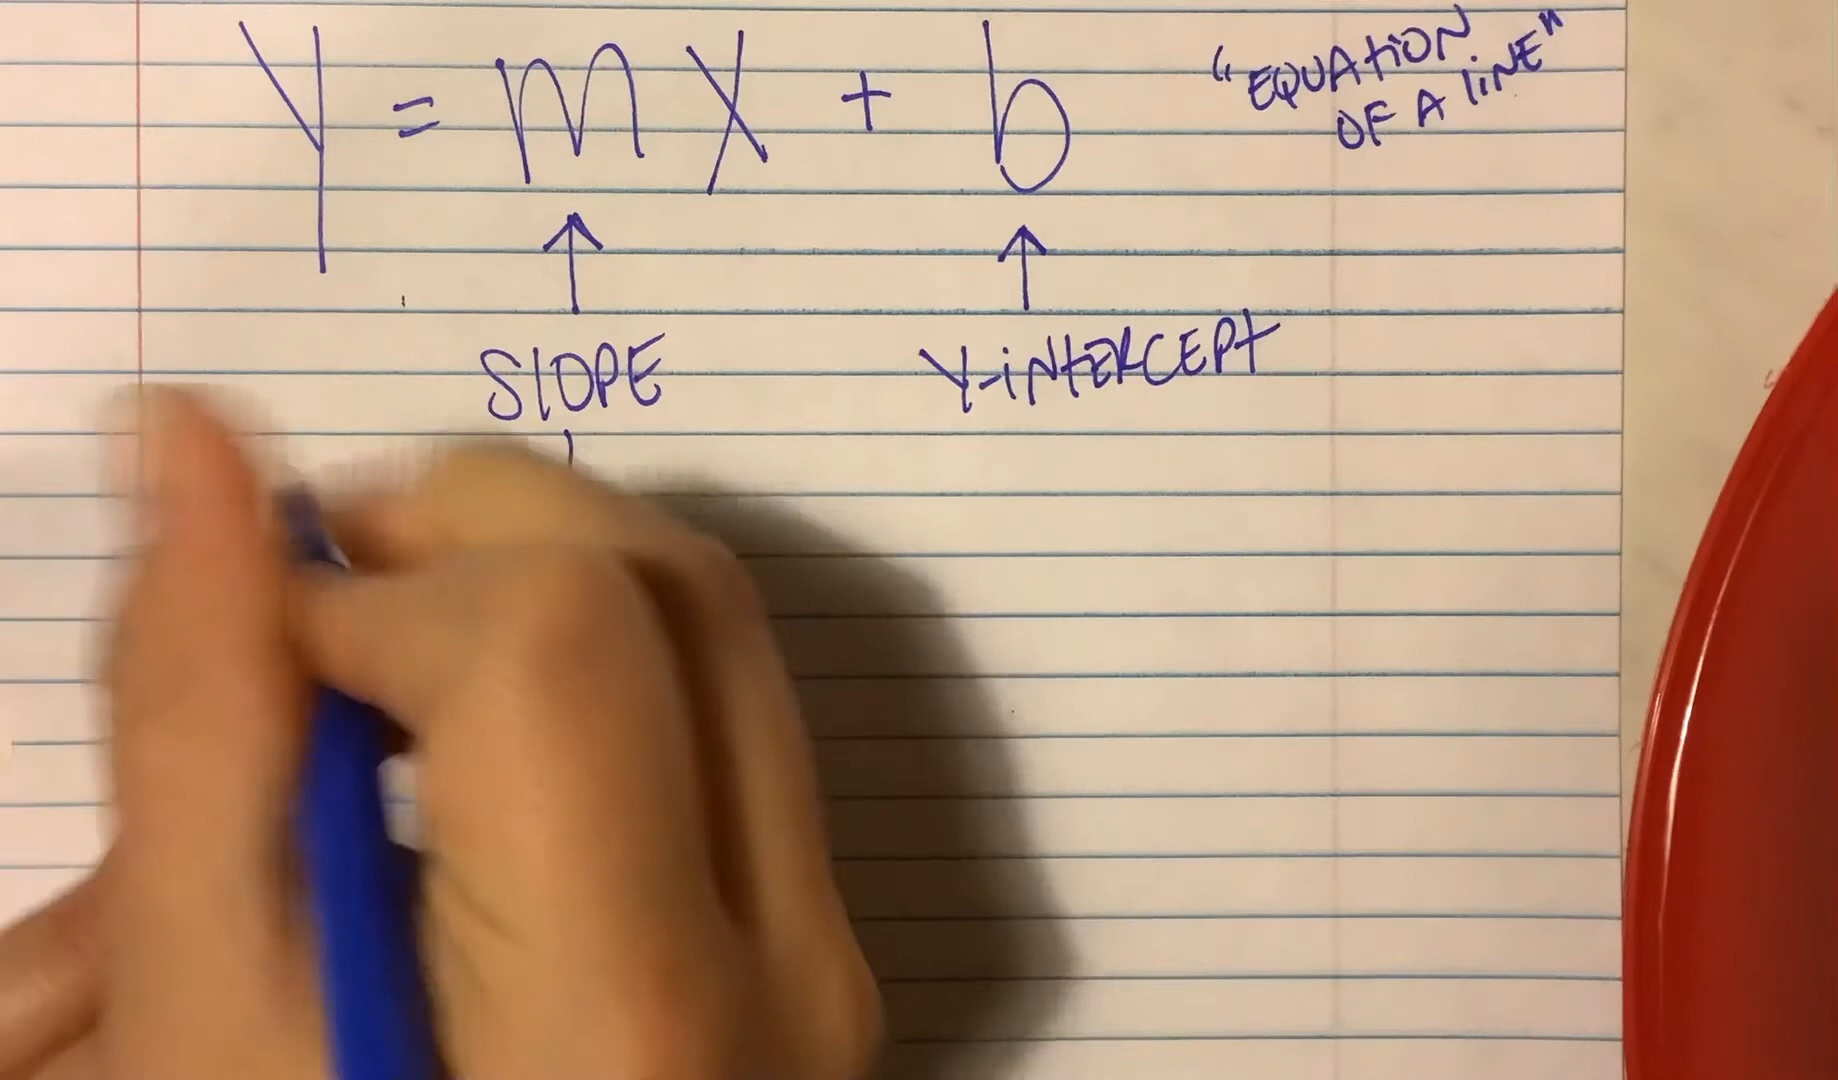 Y = mX + b
"EQUAtiON
OF A liNE"
SlOPE
Y-iNtERCEPt